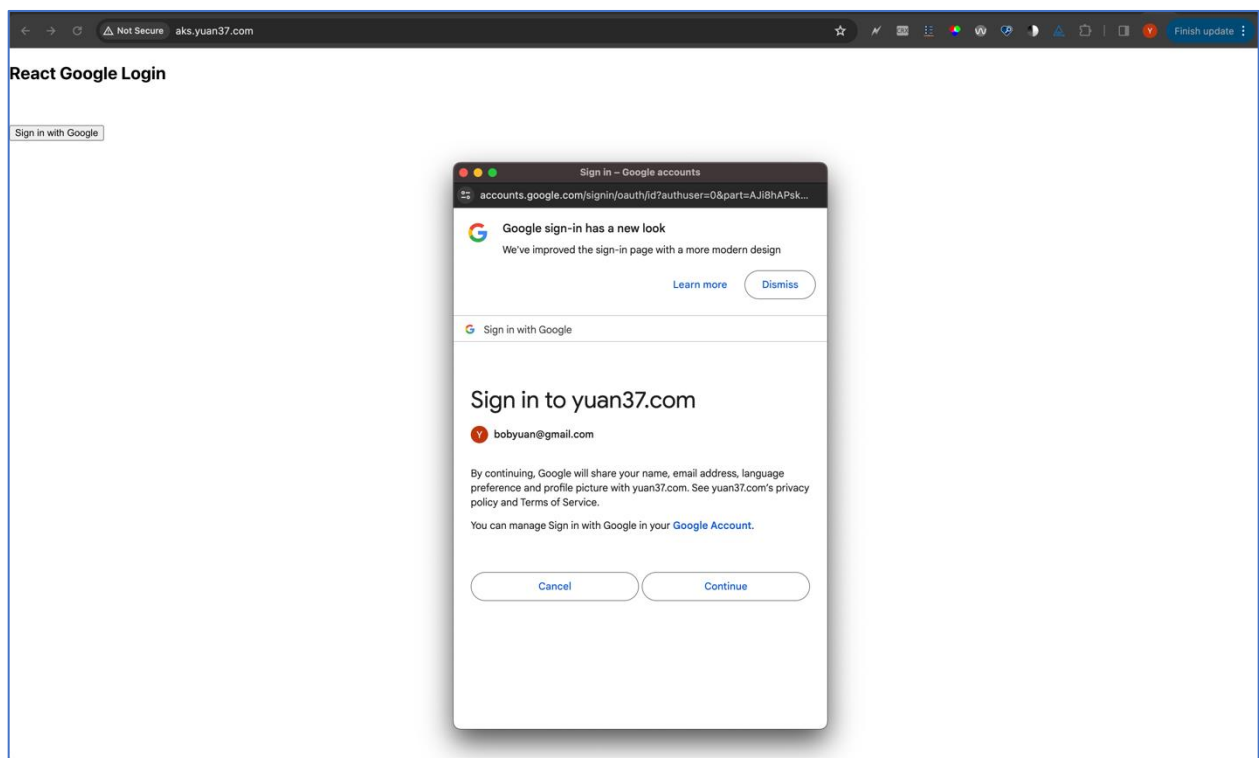 Not Secure aks.yuan37.com Y Finish update
React Google Login
Sign in with Google
Sign in – Google accounts
accounts.google.com/signin/oauth/id?authuser=0&part=AJi8hAPsk...
Google sign-in has a new look
We've improved the sign-in page with a more modern design
Learn more Dismiss
Sign in with Google
Sign in to yuan37.com
Y bobyuan@gmail.com
By continuing, Google will share your name, email address, language
preference and profile picture with yuan37.com. See yuan37.com's privacy
policy and Terms of Service.
You can manage Sign in with Google in your Google Account.
Cancel Continue